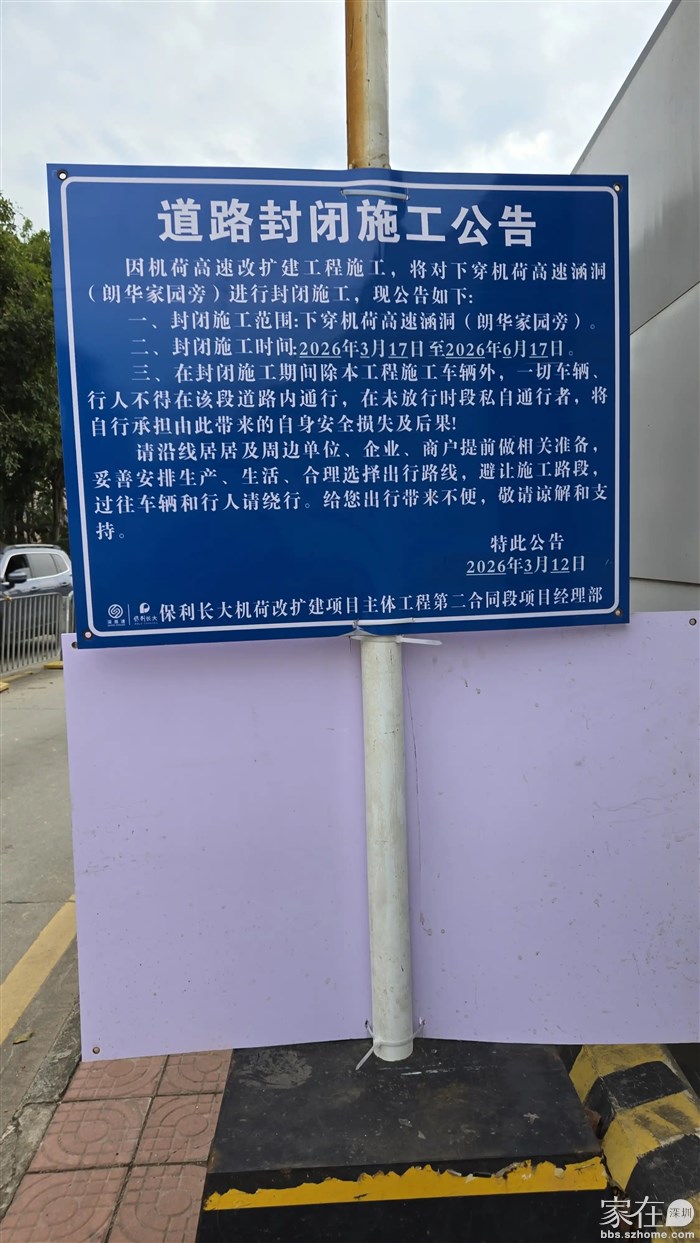 道路封闭施工公告
因机荷高速改扩建工程施工，将对下穿机荷高速涵洞
（朗华家园旁）进行封闭施工，现公告如下：
一、封闭施工范围：下穿机荷高速涵洞（朗华家园旁）。
二、封闭施工时间：2026年3月17日至2026年6月17日。
三、在封闭施工期间除本工程施工车辆外，一切车辆、
行人不得在该段道路内通行，在未放行时段私自通行者，将
自行承担由此带来的自身安全损失及后果！
请沿线居居及周边单位、企业、商户提前做相关准备，
妥善安排生产、生活、合理选择出行路线，避让施工路段，
过往车辆和行人请绕行。给您出行带来不便，敬请谅解和支
持。
特此公告
2026年3月12日
深高速 保利长大 保利长大机荷改扩建项目主体工程第二合同段项目经理部
家在 深圳
bbs.szhome.com